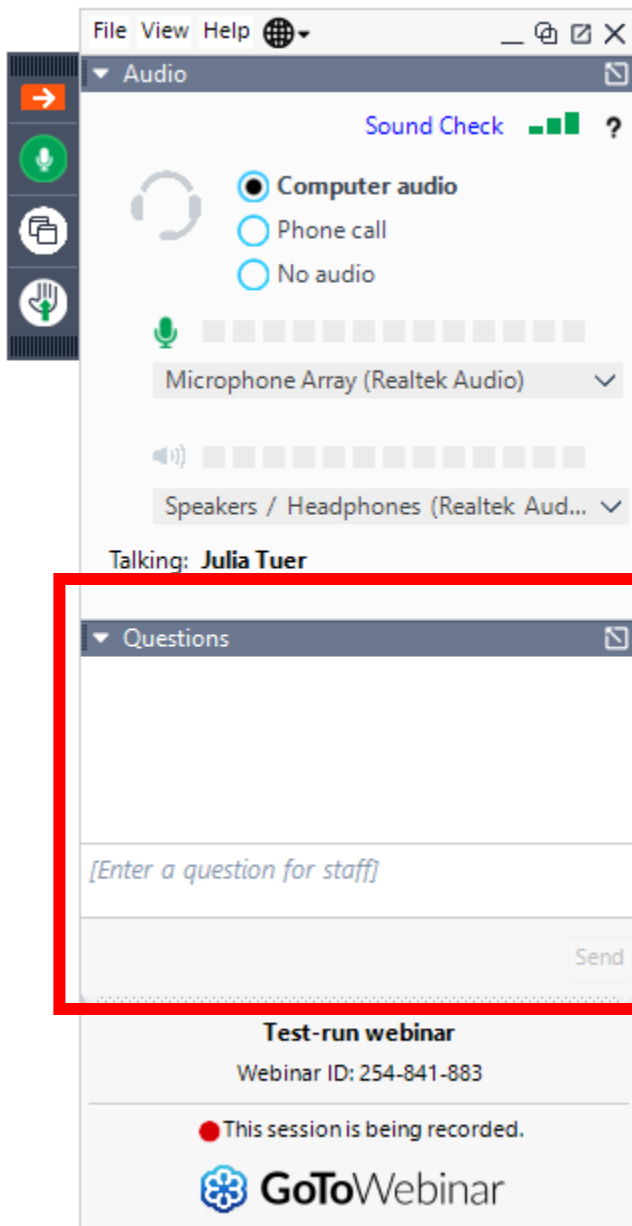 File View Help
Audio
Sound Check ?
Computer audio
Phone call
No audio
Microphone Array (Realtek Audio)
Speakers / Headphones (Realtek Aud...
Talking: Julia Tuer
Questions
[Enter a question for staff]
Send
Test-run webinar
Webinar ID: 254-841-883
This session is being recorded.
GoToWebinar